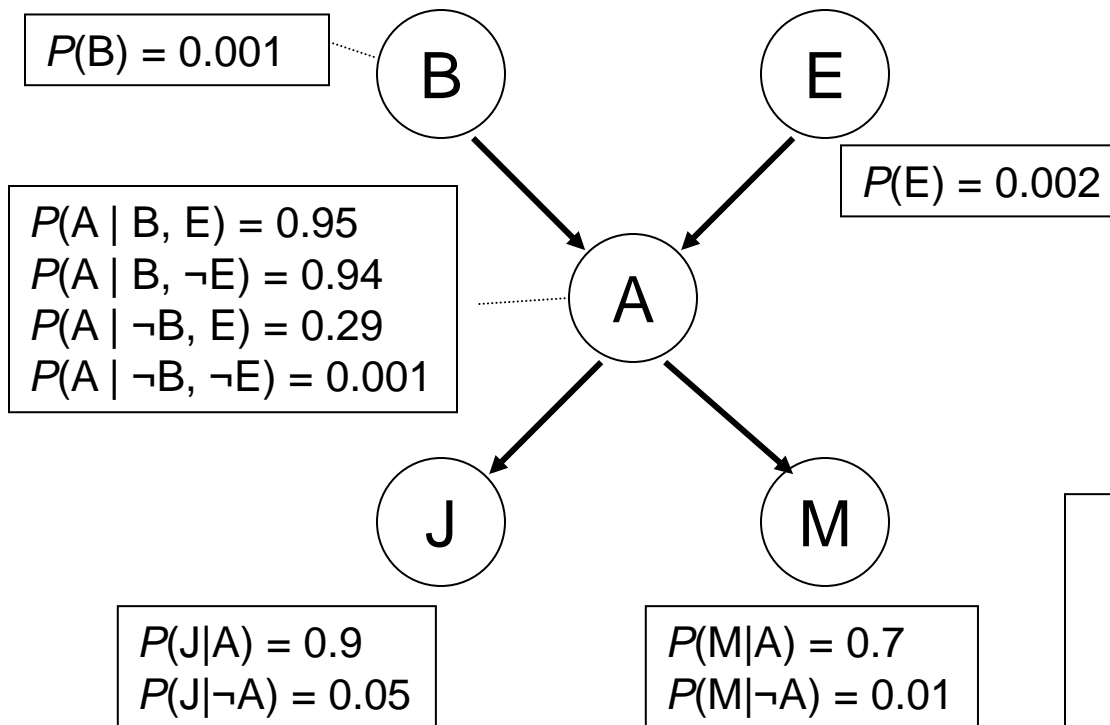 P(B) = 0.001
B
E
P(E) = 0.002
P(A | B, E) = 0.95
P(A | B, ¬E) = 0.94
P(A | ¬B, E) = 0.29
P(A | ¬B, ¬E) = 0.001
A
J
M
P(J|A) = 0.9
P(J|¬A) = 0.05
P(M|A) = 0.7
P(M|¬A) = 0.01